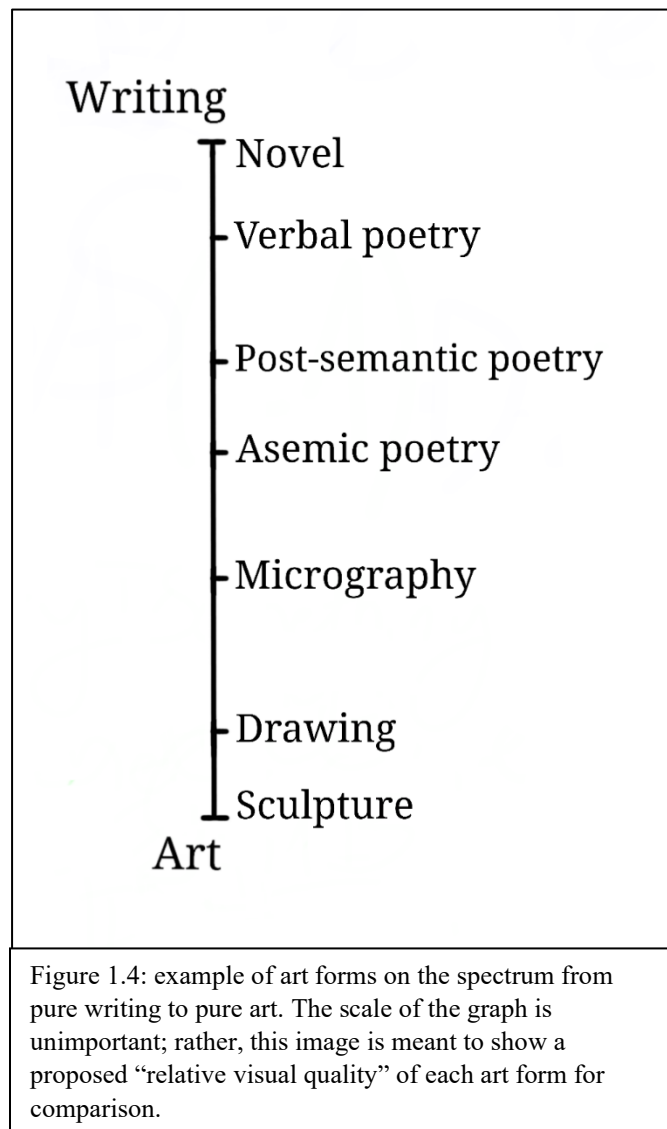 Writing
Novel
Verbal poetry
Post-semantic poetry
Asemic poetry
Micrography
Drawing
Sculpture
Art
Figure 1.4: example of art forms on the spectrum from
pure writing to pure art. The scale of the graph is
unimportant; rather, this image is meant to show a
proposed “relative visual quality” of each art form for
comparison.